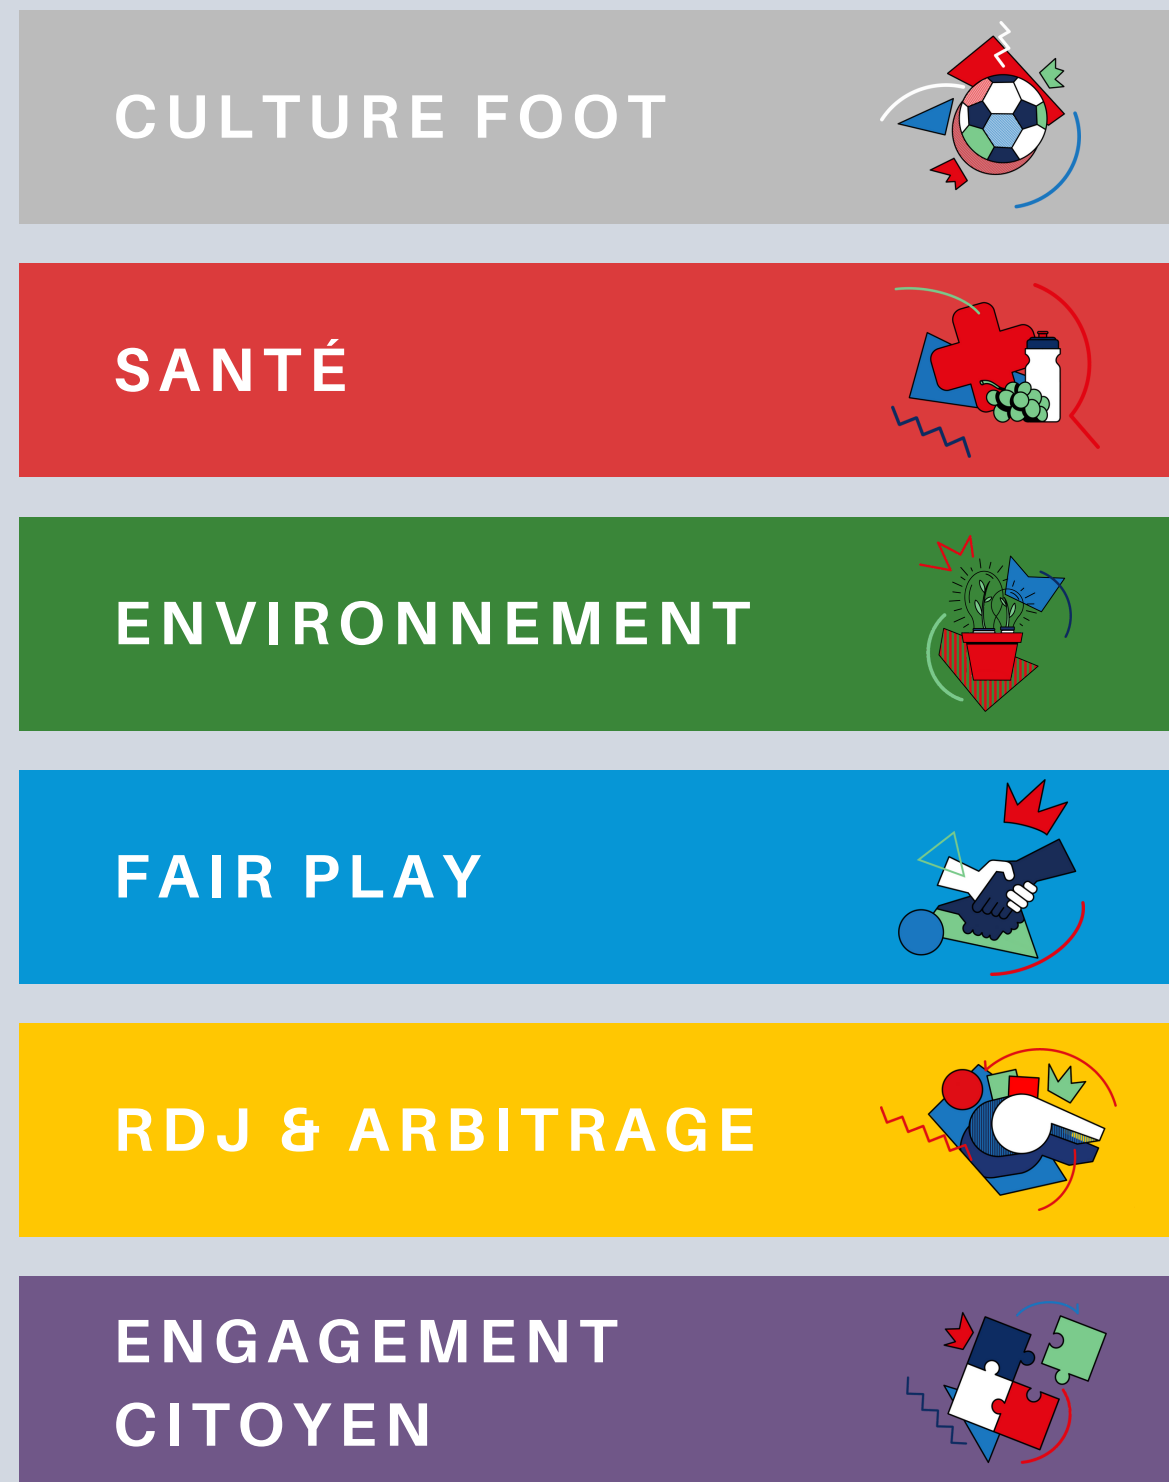 CULTURE FOOT
SANTÉ
ENVIRONNEMENT
FAIR PLAY
RDJ & ARBITRAGE
ENGAGEMENT
CITOYEN